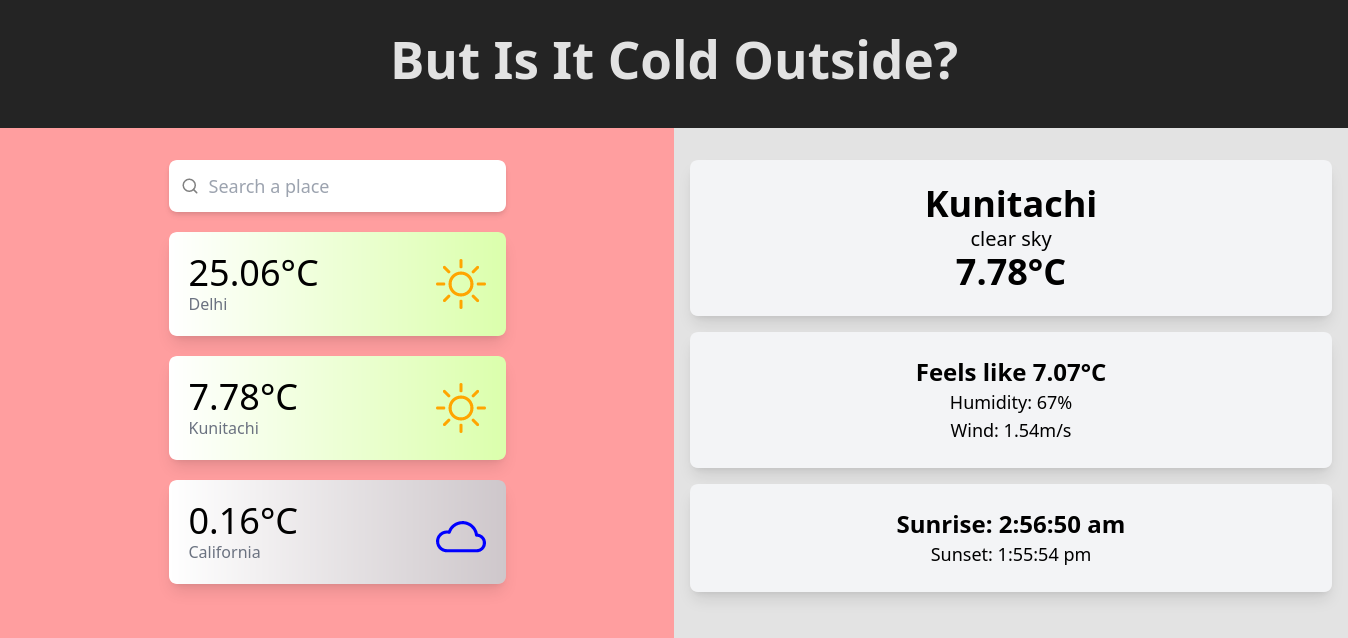 But Is It Cold Outside?
Search a place
25.06°C
Delhi
7.78°C
Kunitachi
0.16°C
California
Kunitachi
clear sky
7.78°C
Feels like 7.07°C
Humidity: 67%
Wind: 1.54m/s
Sunrise: 2:56:50 am
Sunset: 1:55:54 pm